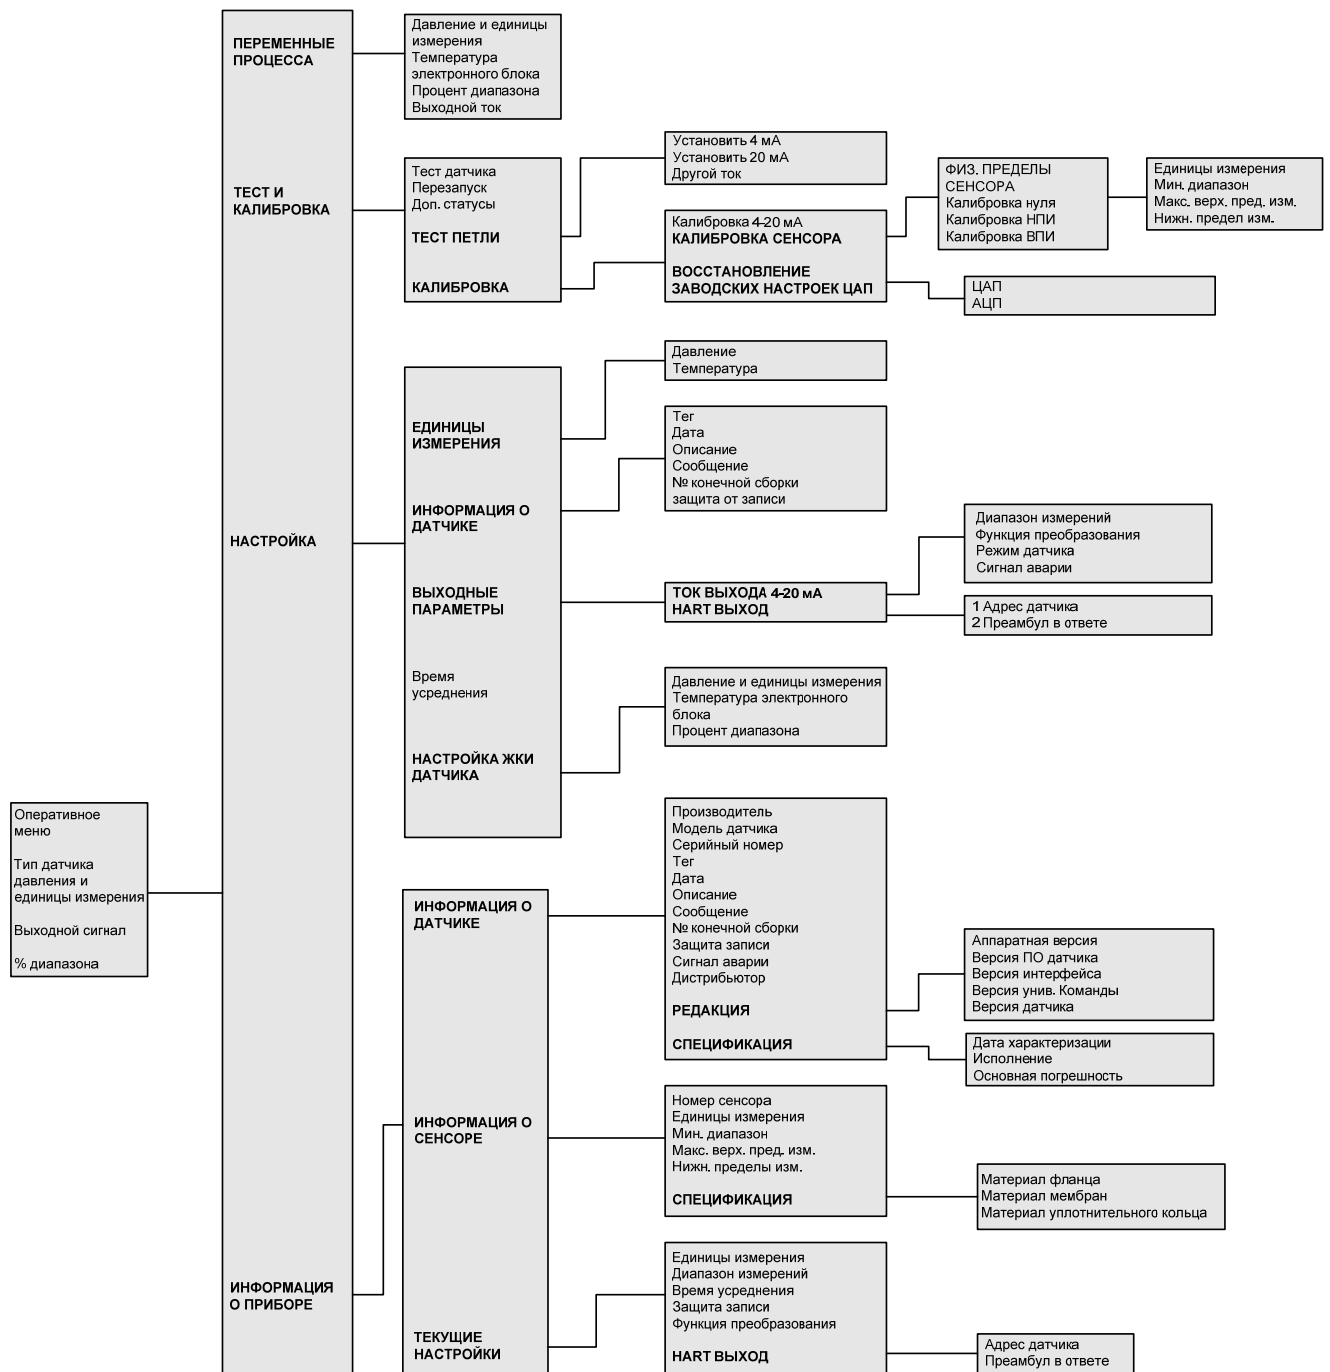 Оперативное
меню
Тип датчика
давления и
единицы измерения
Выходной сигнал
% диапазона
ПЕРЕМЕННЫЕ
ПРОЦЕССА
ТЕСТ И
КАЛИБРОВКА
НАСТРОЙКА
ИНФОРМАЦИЯ
О ПРИБОРЕ
Давление и единицы
измерения
Температура
электронного блока
Процент диапазона
Выходной ток
Тест датчика
Перезапуск
Доп. статусы
ТЕСТ ПЕТЛИ
КАЛИБРОВКА
Установить 4 мА
Установить 20 мА
Другой ток
Калибровка 4-20 мА
КАЛИБРОВКА СЕНСОРА
ВОССТАНОВЛЕНИЕ
ЗАВОДСКИХ НАСТРОЕК ЦАП
ФИЗ. ПРЕДЕЛЫ
СЕНСОРА
Калибровка нуля
Калибровка НПИ
Калибровка ВПИ
Единицы измерения
Мин. диапазон
Макс. верх. пред. изм.
Нижн. предел изм.
ЦАП
АЦП
ЕДИНИЦЫ
ИЗМЕРЕНИЯ
ИНФОРМАЦИЯ О
ДАТЧИКЕ
ВЫХОДНЫЕ
ПАРАМЕТРЫ
Время
усреднения
НАСТРОЙКА ЖКИ
ДАТЧИКА
Давление
Температура
Тег
Дата
Описание
Сообщение
№ конечной сборки
защита от записи
ТОК ВЫХОДА 4-20 мА
HART ВЫХОД
Диапазон измерений
Функция преобразования
Режим датчика
Сигнал аварии
1 Адрес датчика
2 Преамбул в ответе
Давление и единицы измерения
Температура электронного
блока
Процент диапазона
ИНФОРМАЦИЯ О
ДАТЧИКЕ
ИНФОРМАЦИЯ О
СЕНСОРЕ
ТЕКУЩИЕ
НАСТРОЙКИ
Производитель
Модель датчика
Серийный номер
Тег
Дата
Описание
Сообщение
№ конечной сборки
Защита записи
Сигнал аварии
Дистрибьютор
РЕДАКЦИЯ
СПЕЦИФИКАЦИЯ
Аппаратная версия
Версия ПО датчика
Версия интерфейса
Версия унив. Команды
Версия датчика
Дата характеризации
Исполнение
Основная погрешность
Номер сенсора
Единицы измерения
Мин. диапазон
Макс. верх. пред. изм.
Нижн. пределы изм.
СПЕЦИФИКАЦИЯ
Материал фланца
Материал мембран
Материал уплотнительного кольца
Единицы измерения
Диапазон измерений
Время усреднения
Защита записи
Функция преобразования
HART ВЫХОД
Адрес датчика
Преамбул в ответе